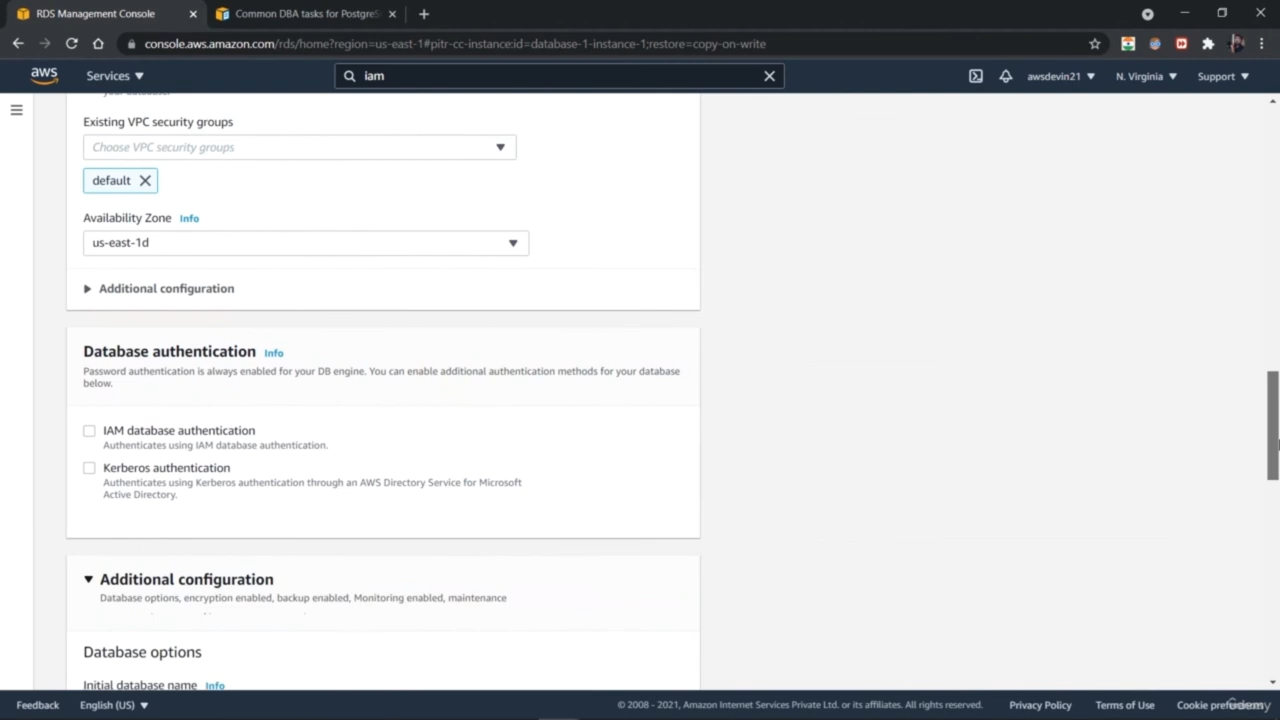 RDS Management Console
Common DBA tasks for PostgreS
console.aws.amazon.com/rds/home?region=us-east-1#pitr-cc-instance:id=database-1-instance-1;restore=copy-on-write
aws
Services
iam
awsdevin21
N. Virginia
Support
your database.
Existing VPC security groups
Choose VPC security groups
default
Availability Zone Info
us-east-1d
Additional configuration
Database authentication Info
Password authentication is always enabled for your DB engine. You can enable additional authentication methods for your database
below.
IAM database authentication
Authenticates using IAM database authentication.
Kerberos authentication
Authenticates using Kerberos authentication through an AWS Directory Service for Microsoft
Active Directory.
Additional configuration
Database options, encryption enabled, backup enabled, Monitoring enabled, maintenance
Database options
Initial database name Info
Feedback
English (US)
© 2008 - 2021, Amazon Internet Services Private Ltd. or its affiliates. All rights reserved.
Privacy Policy
Terms of Use
Cookie preferences
Udemy